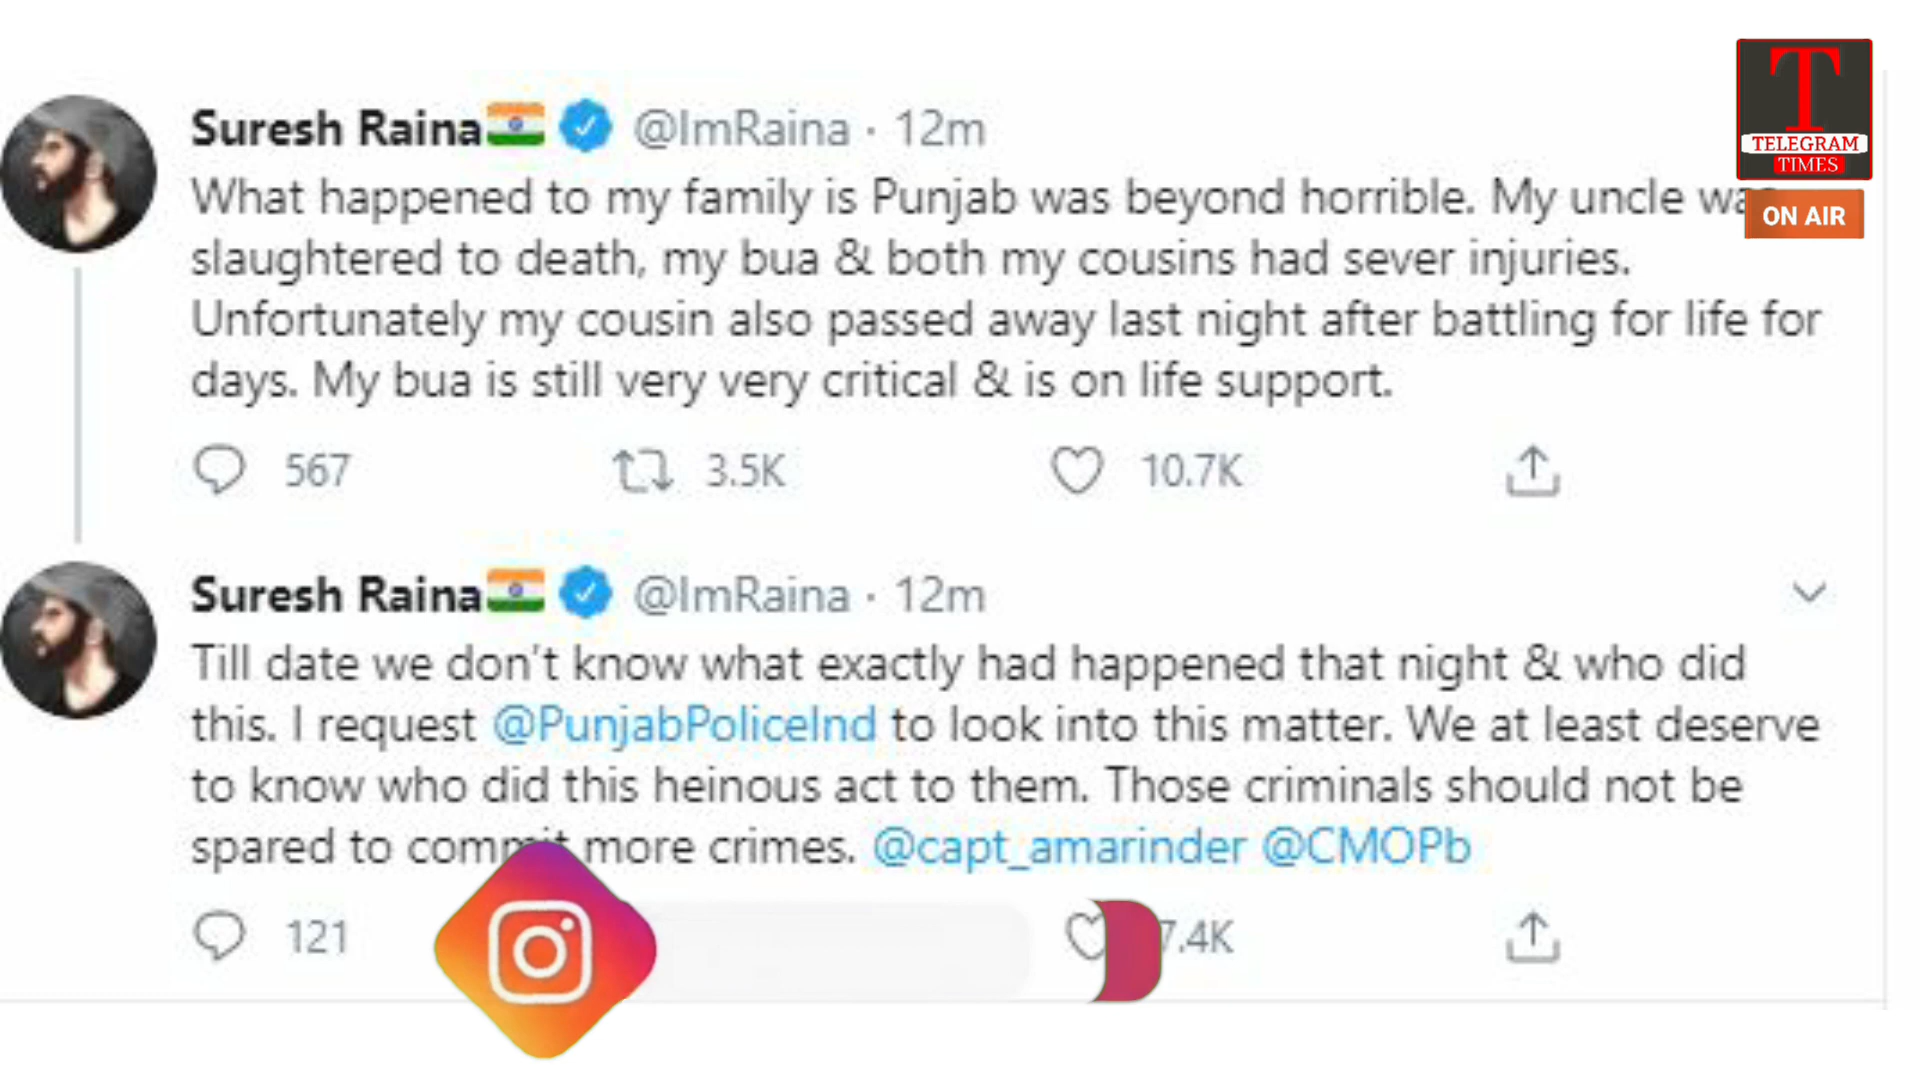 Suresh Raina @ImRaina · 12m
What happened to my family is Punjab was beyond horrible. My uncle
slaughtered to death, my bua & both my cousins had sever injuries.
Unfortunately my cousin also passed away last night after battling for life for
days. My bua is still very very critical & is on life support.
567 3.5K 10.7K
Suresh Raina @ImRaina · 12m
Till date we don't know what exactly had happened that night & who did
this. I request @PunjabPoliceInd to look into this matter. We at least deserve
to know who did this heinous act to them. Those criminals should not be
spared to commit more crimes. @capt_amarinder @CMOPb
121 7.4K
T
TELEGRAM
TIMES
ON AIR